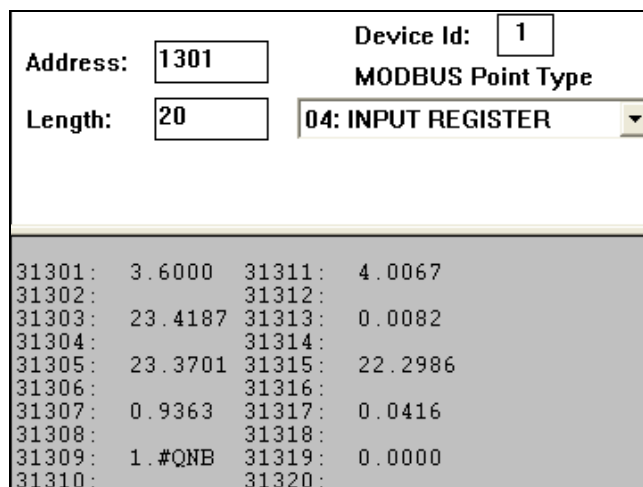 Device Id: 1
Address: 1301
MODBUS Point Type
Length: 20 04: INPUT REGISTER
31301: 3.6000 31311: 4.0067
31302: 31312:
31303: 23.4187 31313: 0.0082
31304: 31314:
31305: 23.3701 31315: 22.2986
31306: 31316:
31307: 0.9363 31317: 0.0416
31308: 31318:
31309: 1.#QNB 31319: 0.0000
31310: 31320: